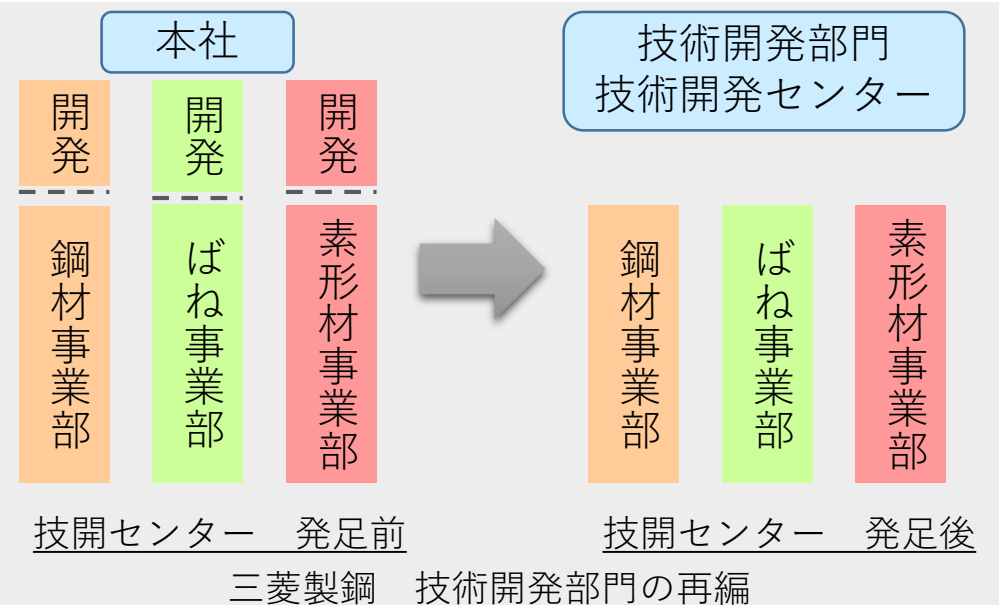 本社
開発
開発
開発
鋼材事業部
ばね事業部
素形材事業部
技開センター　発足前
技術開発部門
技術開発センター
鋼材事業部
ばね事業部
素形材事業部
技開センター　発足後
三菱製鋼　技術開発部門の再編